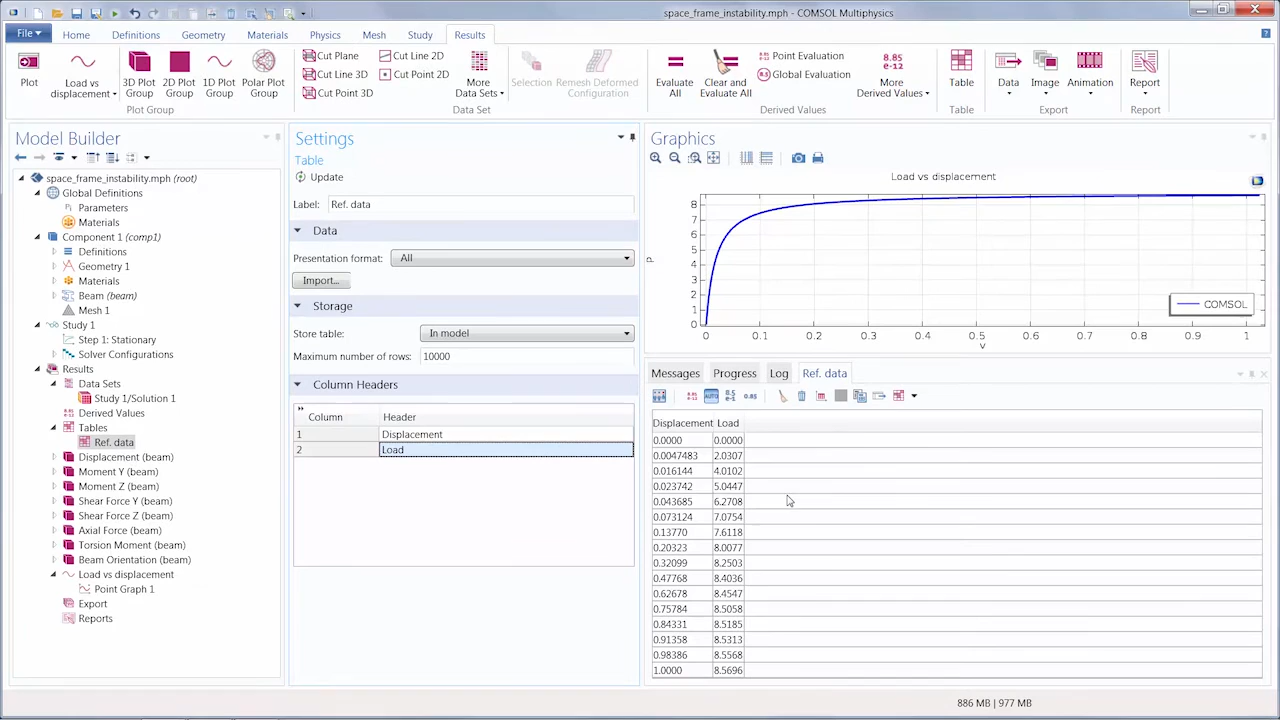 space_frame_instability.mph - COMSOL Multiphysics
File Home Definitions Geometry Materials Physics Mesh Study Results
Plot
Load vs displacement
3D Plot Group
2D Plot Group
1D Plot Group
Polar Plot Group
Plot Group
Cut Plane
Cut Line 3D
Cut Point 3D
Cut Line 2D
Cut Point 2D
More Data Sets
Selection
Remesh Deformed Configuration
Data Set
Evaluate All
Clear and Evaluate All
8.85 e-12 Point Evaluation
Global Evaluation
8.85 e-12
More Derived Values
Derived Values
Table
Table
Data
Image
Animation
Export
Report
Report
Model Builder
space_frame_instability.mph (root)
Global Definitions
Parameters
Materials
Component 1 (comp1)
Definitions
Geometry 1
Materials
Beam (beam)
Mesh 1
Study 1
Step 1: Stationary
Solver Configurations
Results
Data Sets
Study 1/Solution 1
Derived Values
Tables
Ref. data
Displacement (beam)
Moment Y (beam)
Moment Z (beam)
Shear Force Y (beam)
Shear Force Z (beam)
Axial Force (beam)
Torsion Moment (beam)
Beam Orientation (beam)
Load vs displacement
Point Graph 1
Export
Reports
Settings
Table
Update
Label: Ref. data
Data
Presentation format: All
Import...
Storage
Store table: In model
Maximum number of rows: 10000
Column Headers
Column Header
1 Displacement
2 Load
Graphics
Load vs displacement
8
7
6
5
4
3
2
1
0
p
0 0.1 0.2 0.3 0.4 0.5 0.6 0.7 0.8 0.9 1
v
COMSOL
Messages Progress Log Ref. data
8.85 e-12 AUTO 8.5 e-1 0.85
Displacement Load
0.0000 0.0000
0.0047483 2.0307
0.016144 4.0102
0.023742 5.0447
0.043685 6.2708
0.073124 7.0754
0.13770 7.6118
0.20323 8.0077
0.32099 8.2503
0.47768 8.4036
0.62678 8.4547
0.75784 8.5058
0.84331 8.5185
0.91358 8.5313
0.98386 8.5568
1.0000 8.5696
886 MB | 977 MB